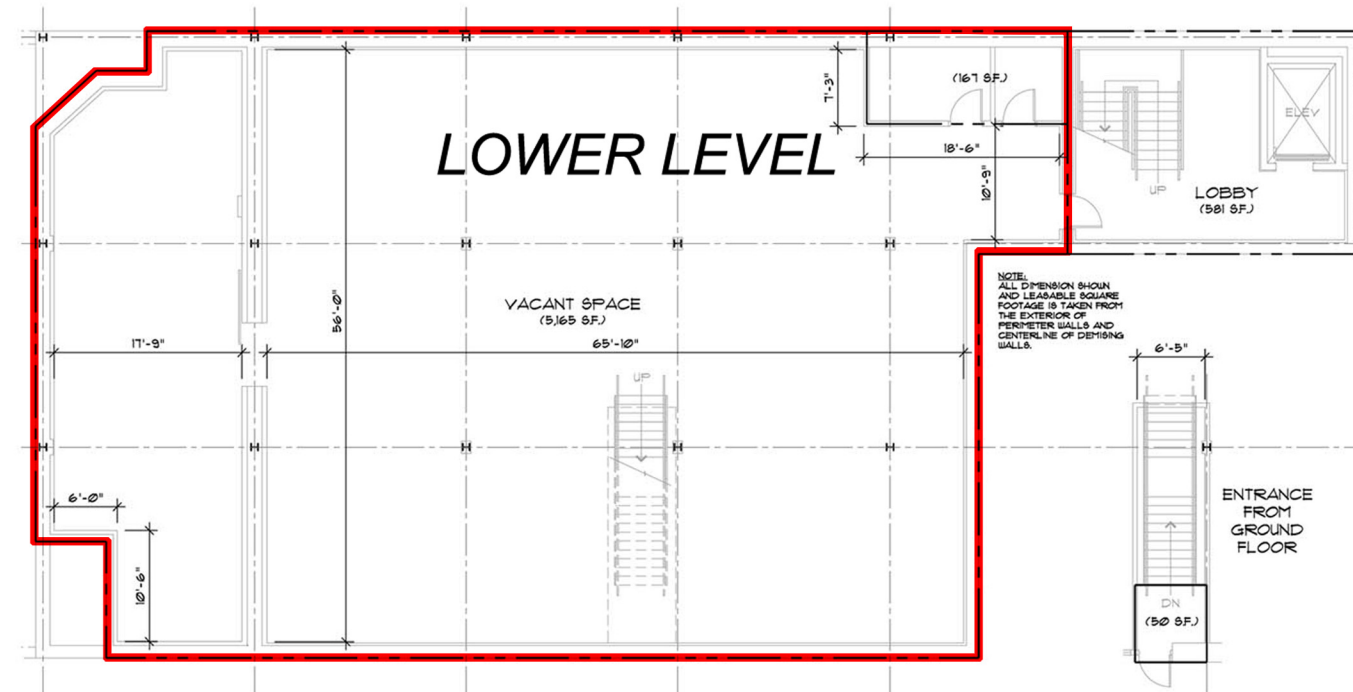 LOWER LEVEL
(167 S.F.)
7'-3"
18'-6"
10'-9"
ELEV
UP
LOBBY
(581 S.F.)
56'-0"
VACANT SPACE
(5,165 S.F.)
17'-9"
65'-10"
NOTE:
ALL DIMENSION SHOWN
AND LEASABLE SQUARE
FOOTAGE IS TAKEN FROM
THE EXTERIOR OF
PERIMETER WALLS AND
CENTERLINE OF DEMISING
WALLS.
6'-5"
UP
6'-0"
10'-6"
ENTRANCE
FROM
GROUND
FLOOR
DN
(50 S.F.)